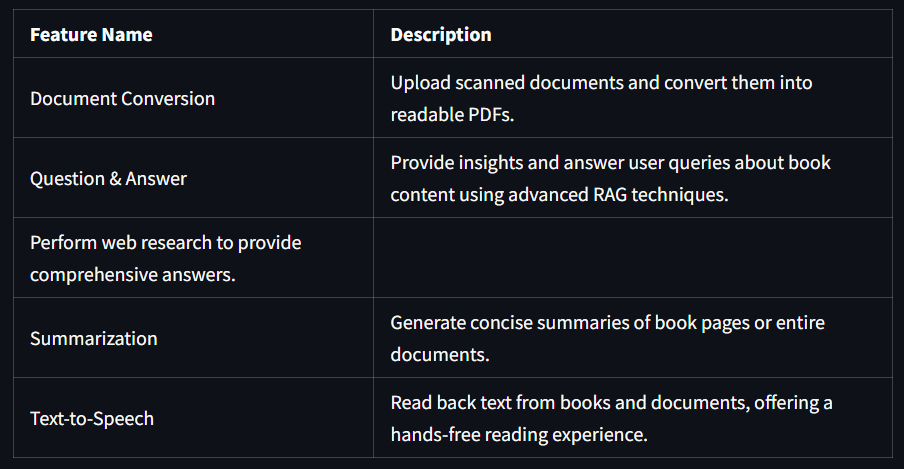 Feature Name
Description
Document Conversion
Upload scanned documents and convert them into
readable PDFs.
Question & Answer
Provide insights and answer user queries about book
content using advanced RAG techniques.
Perform web research to provide
comprehensive answers.
Summarization
Generate concise summaries of book pages or entire
documents.
Text-to-Speech
Read back text from books and documents, offering a
hands-free reading experience.